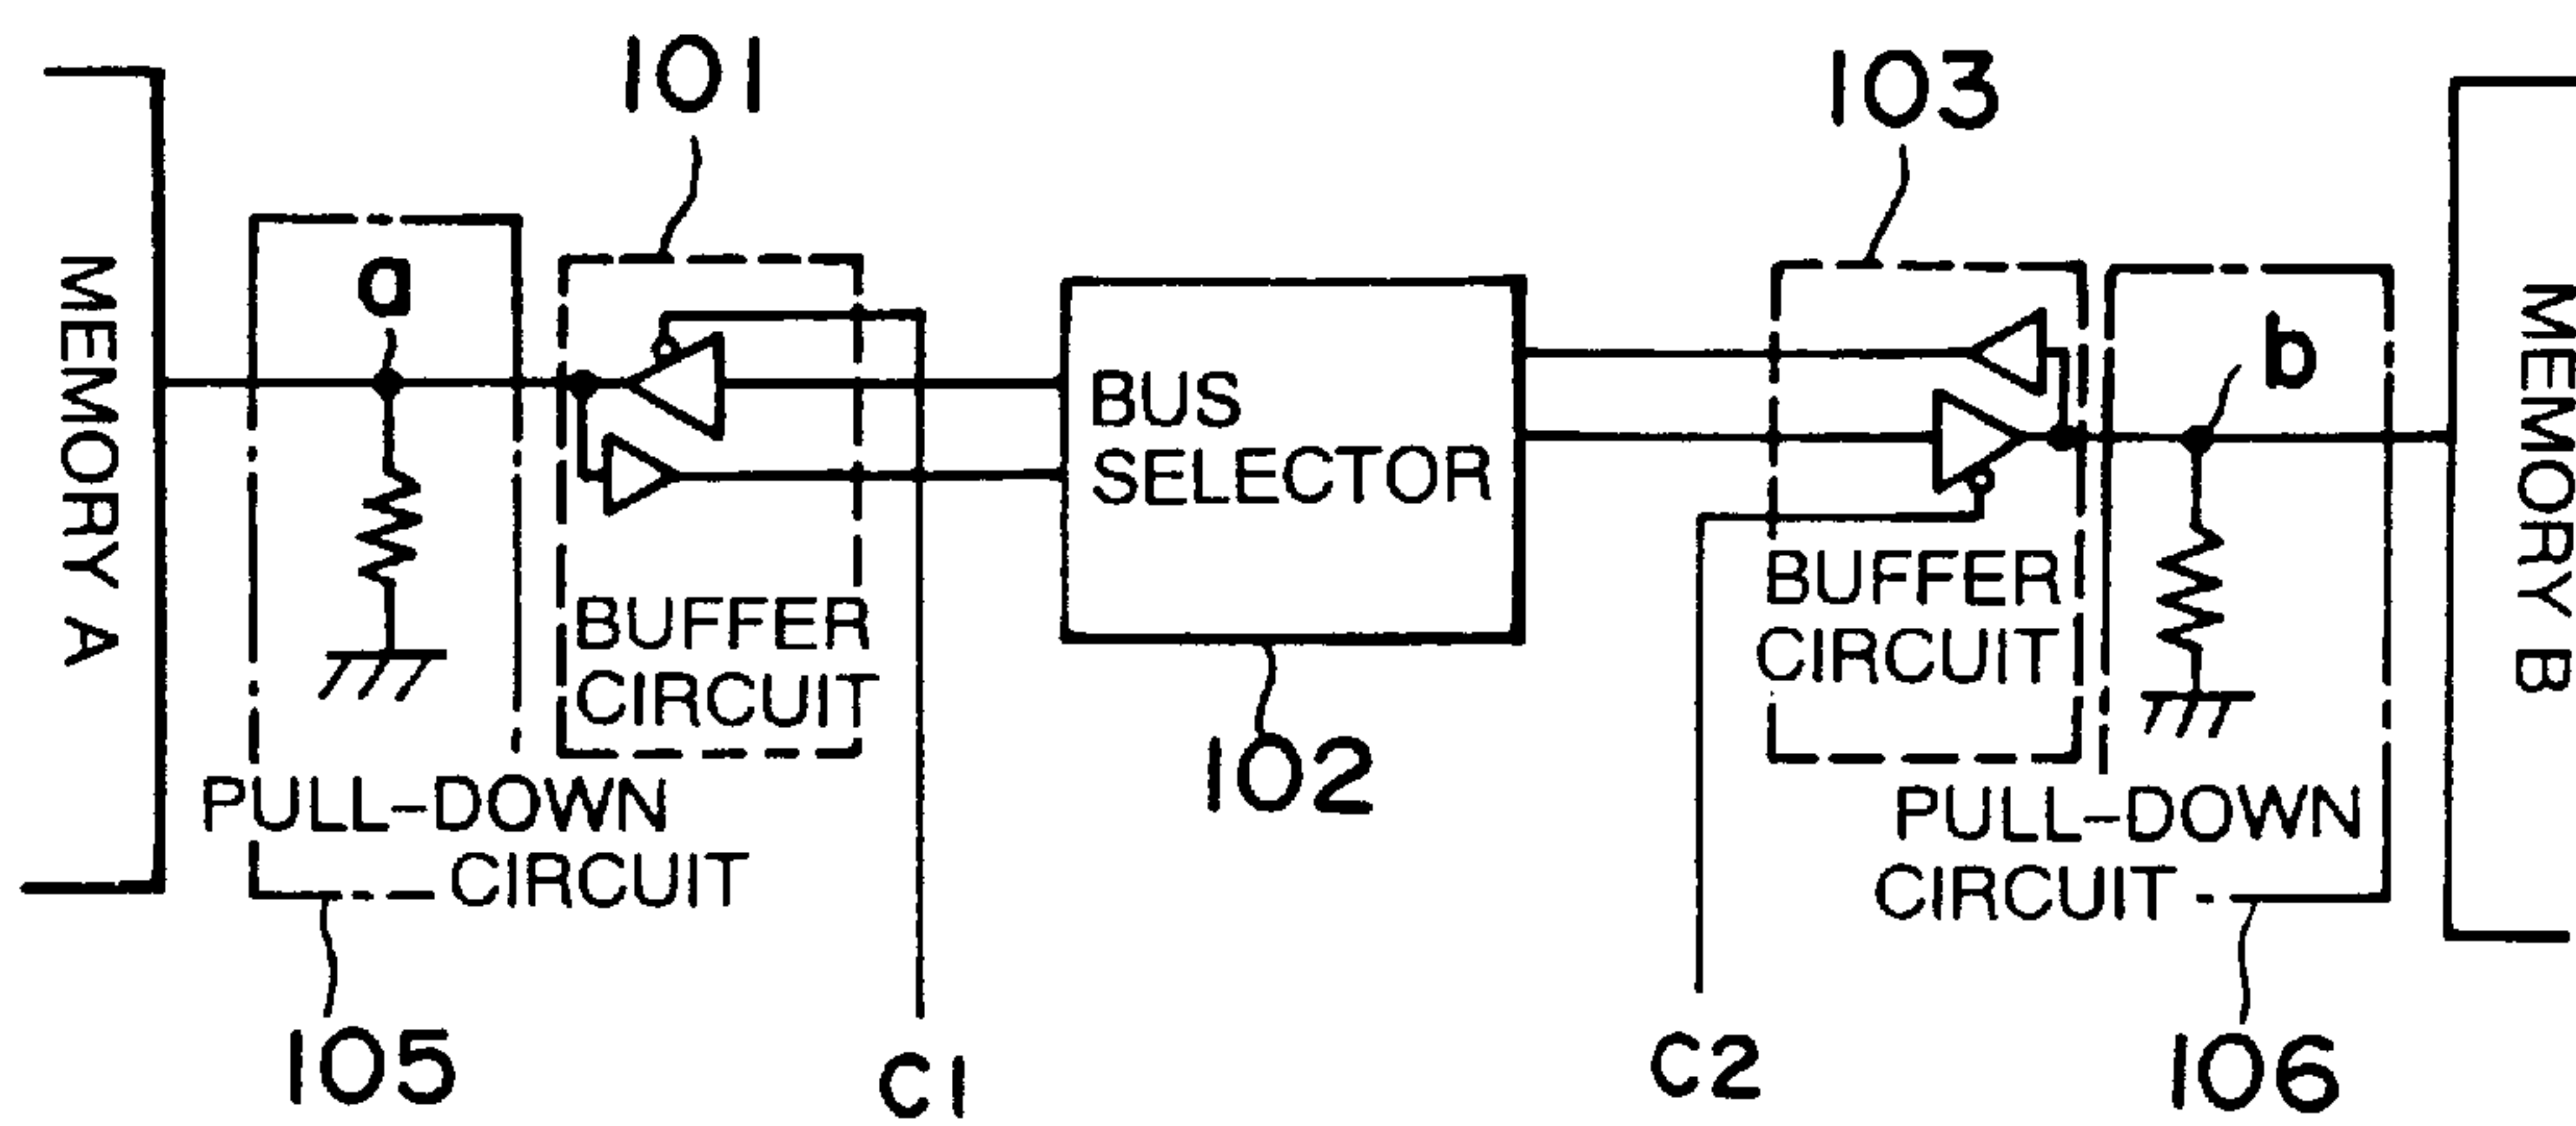 101
103
a
b
MEMORY A
BUS
SELECTOR
MEMORY B
BUFFER
CIRCUIT
BUFFER
CIRCUIT
102
PULL-DOWN
CIRCUIT
PULL-DOWN
CIRCUIT
105
C1
C2
106